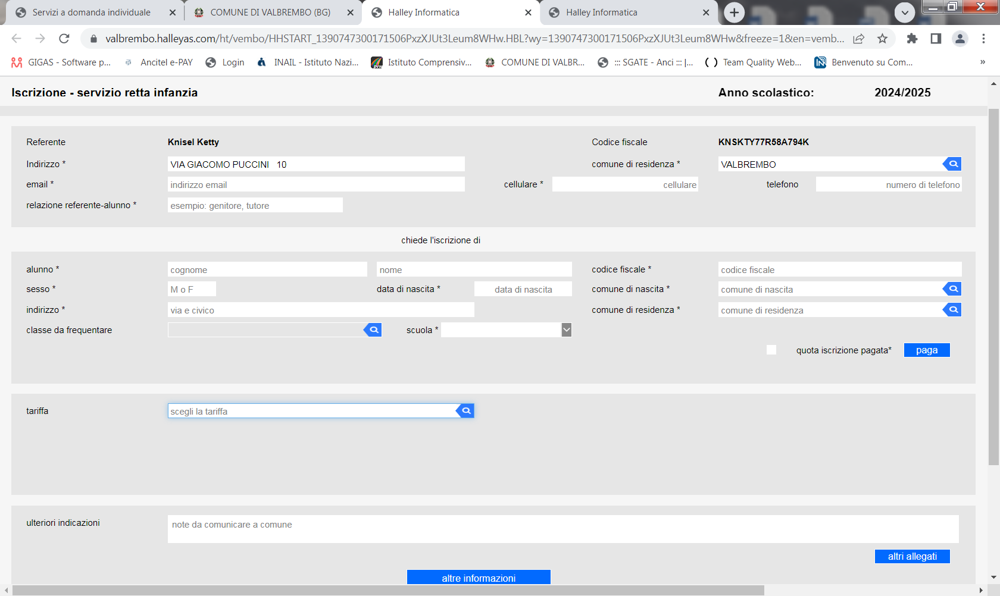 Servizi a domanda individuale
COMUNE DI VALBREMBO (BG)
Halley Informatica
Halley Informatica
valbrembo.halleyas.com/ht/vembo/HHSTART_1390747300171506PxzXJUt3Leum8WHw.HBL?wy=1390747300171506PxzXJUt3Leum8WHw&freeze=1&en=vemb...
GIGAS - Software p...
Ancitel e-PAY
Login
INAIL - Istituto Nazi...
Istituto Comprensiv...
COMUNE DI VALBR...
::: SGATE - Anci ::: |...
Team Quality Web...
Benvenuto su Com...
»
Iscrizione - servizio retta infanzia Anno scolastico: 2024/2025
Referente Knisel Ketty Codice fiscale KNSKTY77R58A794K
Indirizzo * VIA GIACOMO PUCCINI 10 comune di residenza * VALBREMBO
email * indirizzo email cellulare * cellulare telefono numero di telefono
relazione referente-alunno * esempio: genitore, tutore
chiede l'iscrizione di
alunno * cognome nome codice fiscale * codice fiscale
sesso * M o F data di nascita * data di nascita comune di nascita * comune di nascita
indirizzo * via e civico comune di residenza * comune di residenza
classe da frequentare scuola *
quota iscrizione pagata* paga
tariffa scegli la tariffa
ulteriori indicazioni note da comunicare a comune
altri allegati
altre informazioni